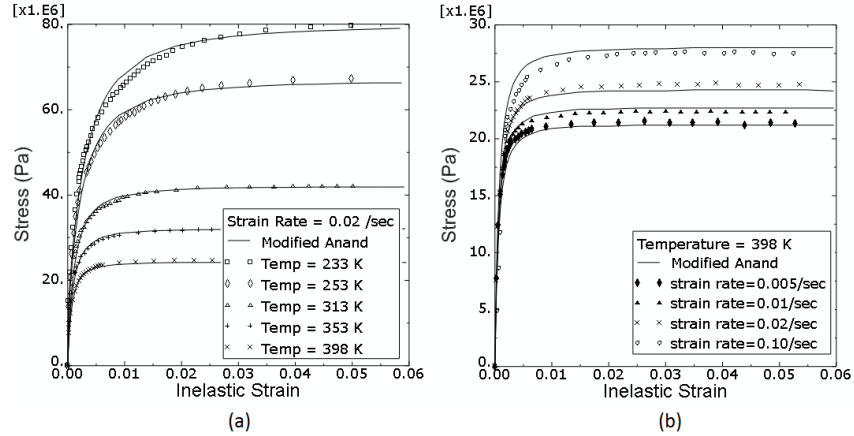 [x1.E6]
80.
60.
40.
20.
0.
0.00 0.01 0.02 0.03 0.04 0.05 0.06
Stress (Pa)
Inelastic Strain
Strain Rate = 0.02 /sec
Modified Anand
Temp = 233 K
Temp = 253 K
Temp = 313 K
Temp = 353 K
Temp = 398 K
(a)
[x1.E6]
30.
25.
20.
15.
10.
5.
0.
0.00 0.01 0.02 0.03 0.04 0.05 0.06
Stress (Pa)
Inelastic Strain
Temperature = 398 K
Modified Anand
strain rate=0.005/sec
strain rate=0.01/sec
strain rate=0.02/sec
strain rate=0.10/sec
(b)